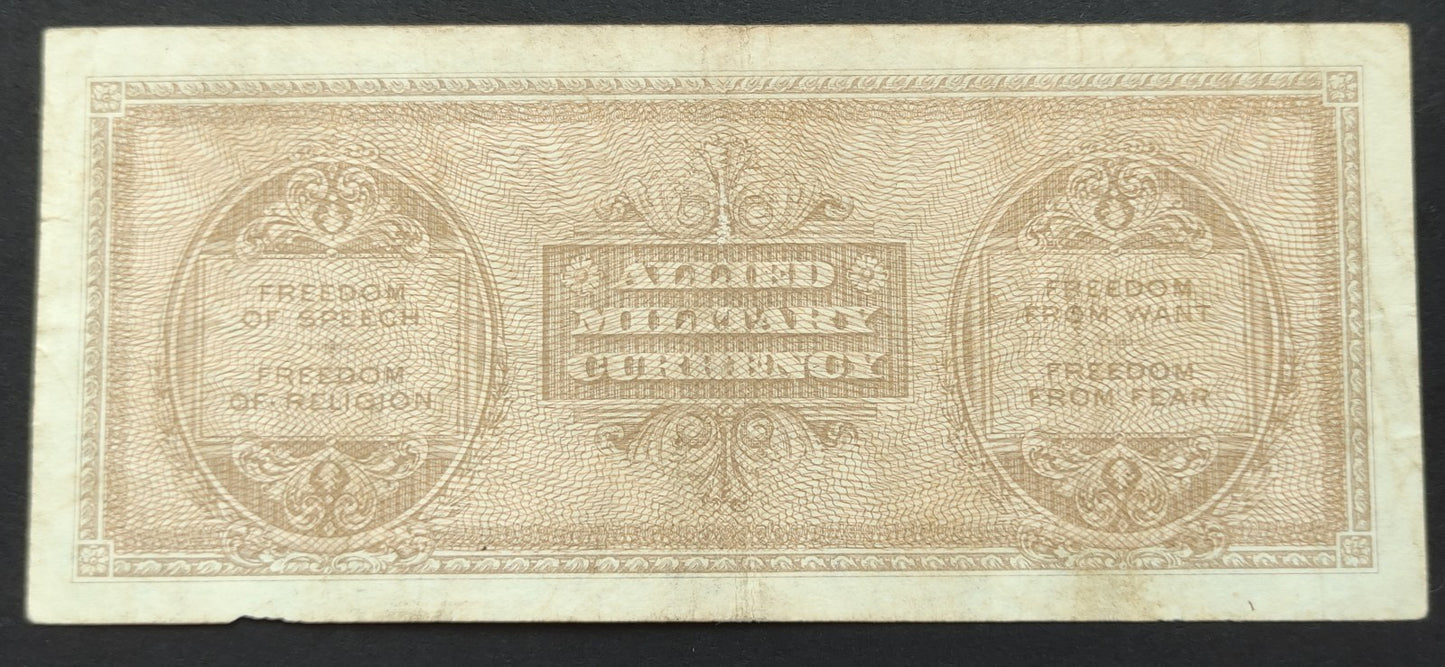 FREEDOM
OF SPEECH
FREEDOM
OF RELIGION
ALLIED
MILITARY
CURRENCY
FREEDOM
FROM WANT
FREEDOM
FROM FEAR